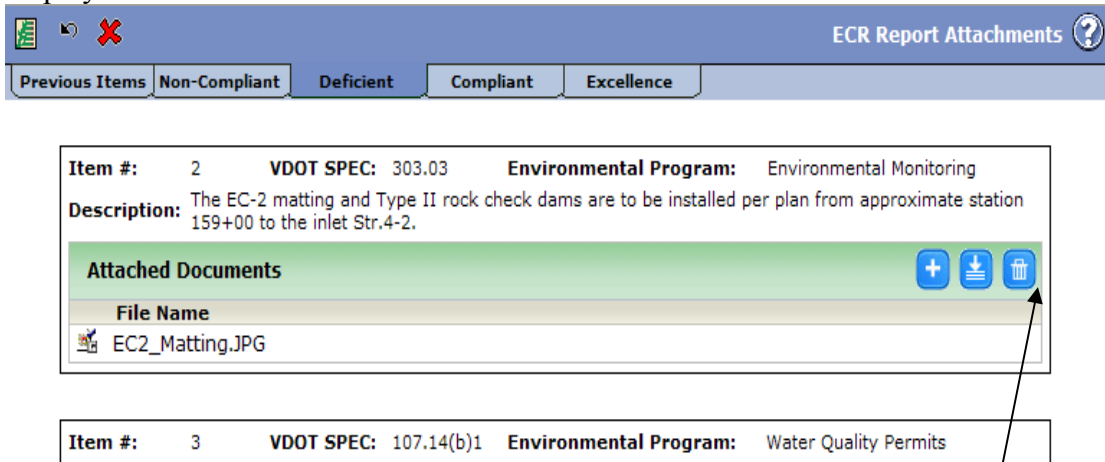 ECR Report Attachments ?
Previous Items Non-Compliant Deficient Compliant Excellence
Item #: 2 VDOT SPEC: 303.03 Environmental Program: Environmental Monitoring
Description: The EC-2 matting and Type II rock check dams are to be installed per plan from approximate station
159+00 to the inlet Str.4-2.
Attached Documents
File Name
EC2_Matting.JPG
Item #: 3 VDOT SPEC: 107.14(b)1 Environmental Program: Water Quality Permits